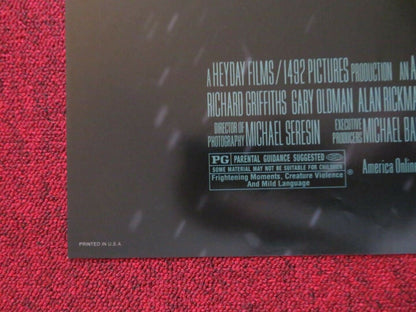 A HEYDAY FILMS/1492 PICTURES PRODUCTION AN A
RICHARD GRIFFITHS GARY OLDMAN ALAN RICKMA
DIRECTOR OF PHOTOGRAPHY MICHAEL SERESIN EXECUTIVE PRODUCERS MICHAEL BA
PG PARENTAL GUIDANCE SUGGESTED
SOME MATERIAL MAY NOT BE SUITABLE FOR CHILDREN
Frightening Moments, Creature Violence
And Mild Language
America Onlin
PRINTED IN U.S.A